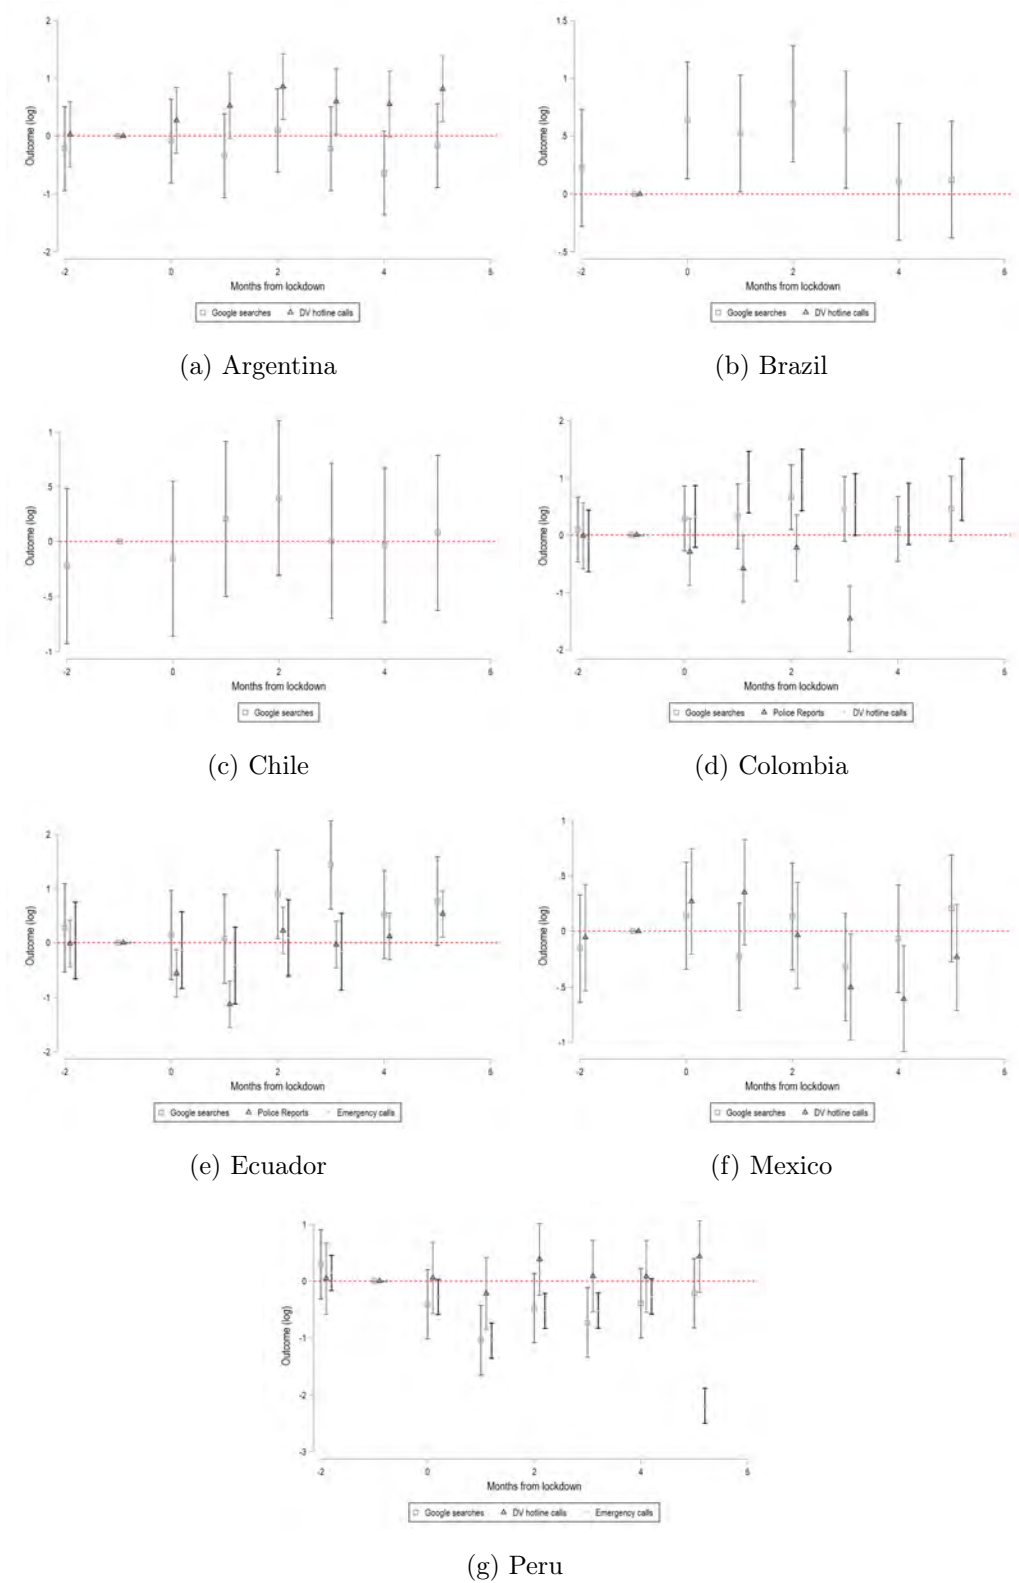 2
1
0
-1
-2
Outcome (log)
-2 0 2 4 6
Months from lockdown
Google searches DV hotline calls
(a) Argentina
1.5
1
.5
0
-.5
Outcome (log)
-2 0 2 4 6
Months from lockdown
Google searches DV hotline calls
(b) Brazil
1
.5
0
-.5
-1
Outcome (log)
-2 0 2 4 6
Months from lockdown
Google searches
(c) Chile
2
1
0
-1
-2
Outcome (log)
-2 0 2 4 6
Months from lockdown
Google searches Police Reports DV hotline calls
(d) Colombia
2
1
0
-1
-2
Outcome (log)
-2 0 2 4 6
Months from lockdown
Google searches Police Reports Emergency calls
(e) Ecuador
1
.5
0
-.5
-1
Outcome (log)
-2 0 2 4 6
Months from lockdown
Google searches DV hotline calls
(f) Mexico
1
0
-1
-2
-3
Outcome (log)
-2 0 2 4 6
Months from lockdown
Google searches DV hotline calls Emergency calls
(g) Peru